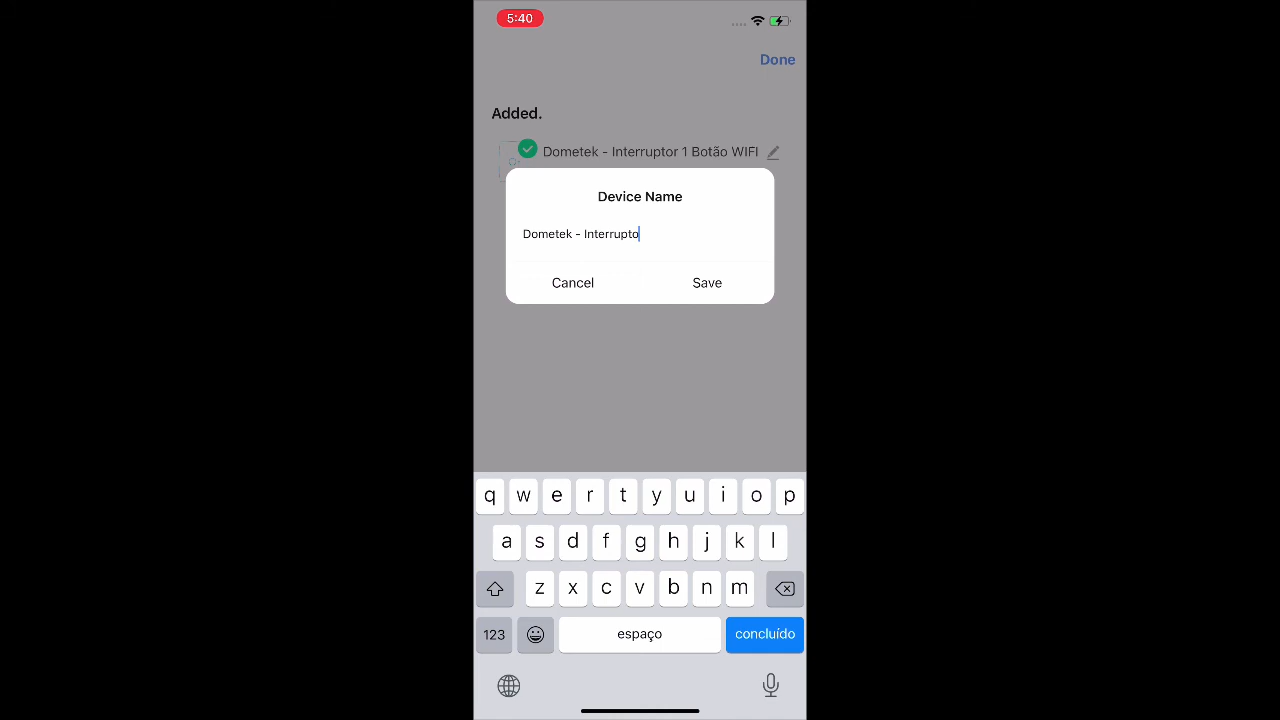 5:40
Done
Added.
Dometek - Interruptor 1 Botão WIFI
Device Name
Dometek - Interrupto
Cancel Save
q w e r t y u i o p
a s d f g h j k l
z x c v b n m
123 espaço concluído